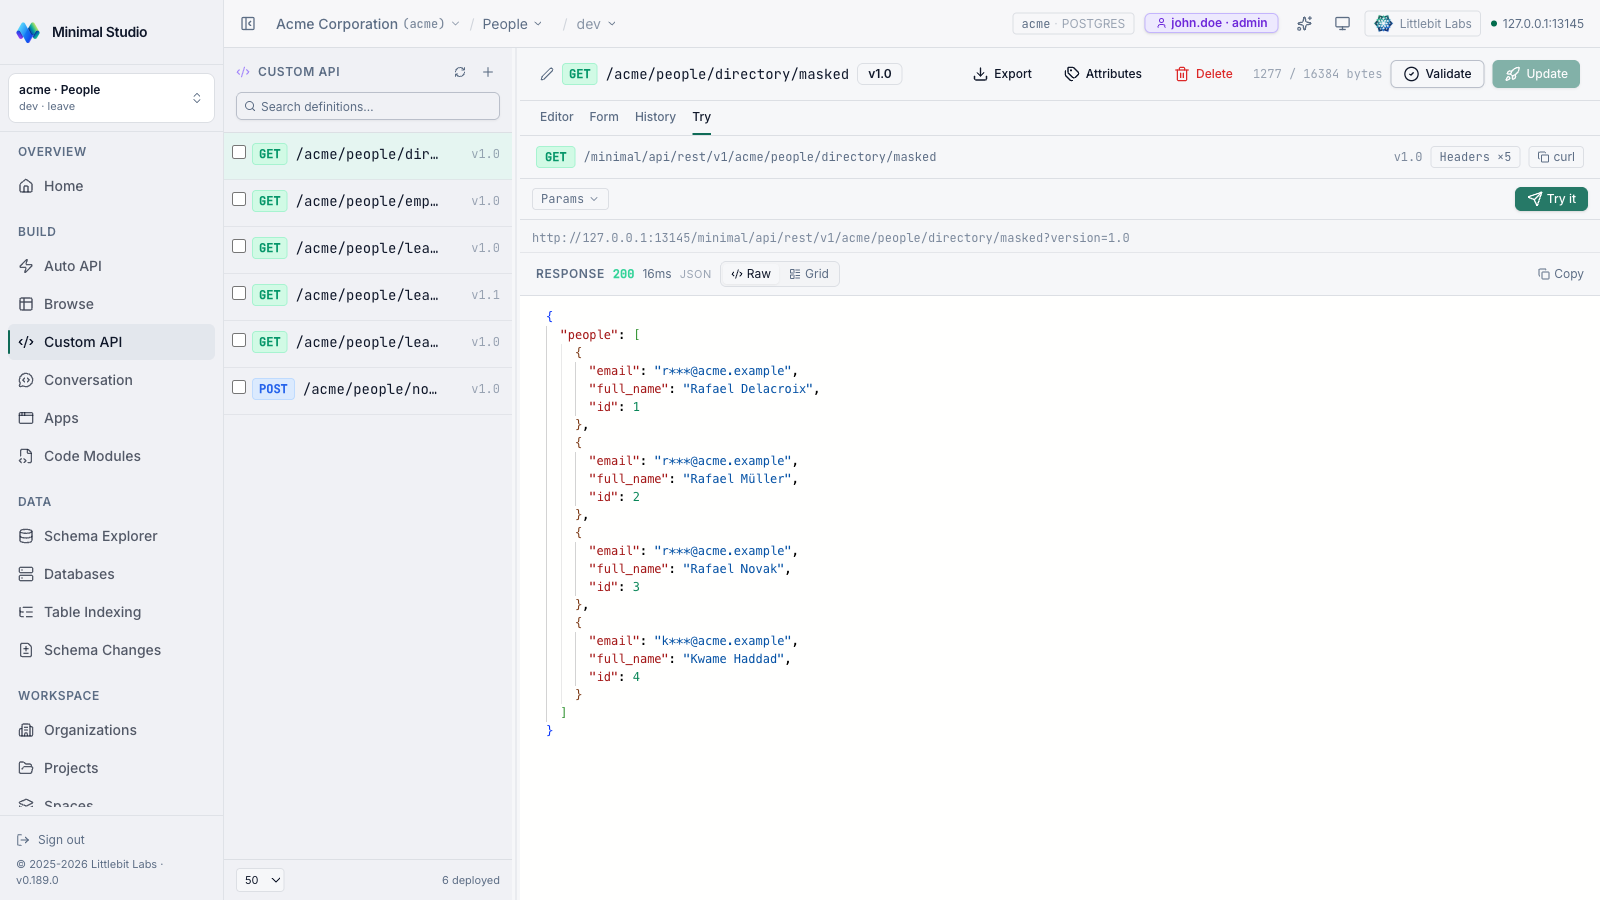 Minimal Studio
acme · People
dev · leave
OVERVIEW
Home
BUILD
Auto API
Browse
Custom API
Conversation
Apps
Code Modules
DATA
Schema Explorer
Databases
Table Indexing
Schema Changes
WORKSPACE
Organizations
Projects
Spaces
Sign out
© 2025-2026 Littlebit Labs ·
v0.189.0
Acme Corporation (acme) / People / dev
acme · POSTGRES
john.doe · admin
Littlebit Labs
127.0.0.1:13145
CUSTOM API
Search definitions...
GET /acme/people/dir... v1.0
GET /acme/people/emp... v1.0
GET /acme/people/lea... v1.0
GET /acme/people/lea... v1.1
GET /acme/people/lea... v1.0
POST /acme/people/no... v1.0
50
6 deployed
GET /acme/people/directory/masked v1.0
Export
Attributes
Delete
1277 / 16384 bytes
Validate
Update
Editor Form History Try
GET /minimal/api/rest/v1/acme/people/directory/masked
v1.0 Headers ×5 curl
Params
Try it
http://127.0.0.1:13145/minimal/api/rest/v1/acme/people/directory/masked?version=1.0
RESPONSE 200 16ms JSON Raw Grid
Copy
{
"people": [
{
"email": "r***@acme.example",
"full_name": "Rafael Delacroix",
"id": 1
},
{
"email": "r***@acme.example",
"full_name": "Rafael Müller",
"id": 2
},
{
"email": "r***@acme.example",
"full_name": "Rafael Novak",
"id": 3
},
{
"email": "k***@acme.example",
"full_name": "Kwame Haddad",
"id": 4
}
]
}